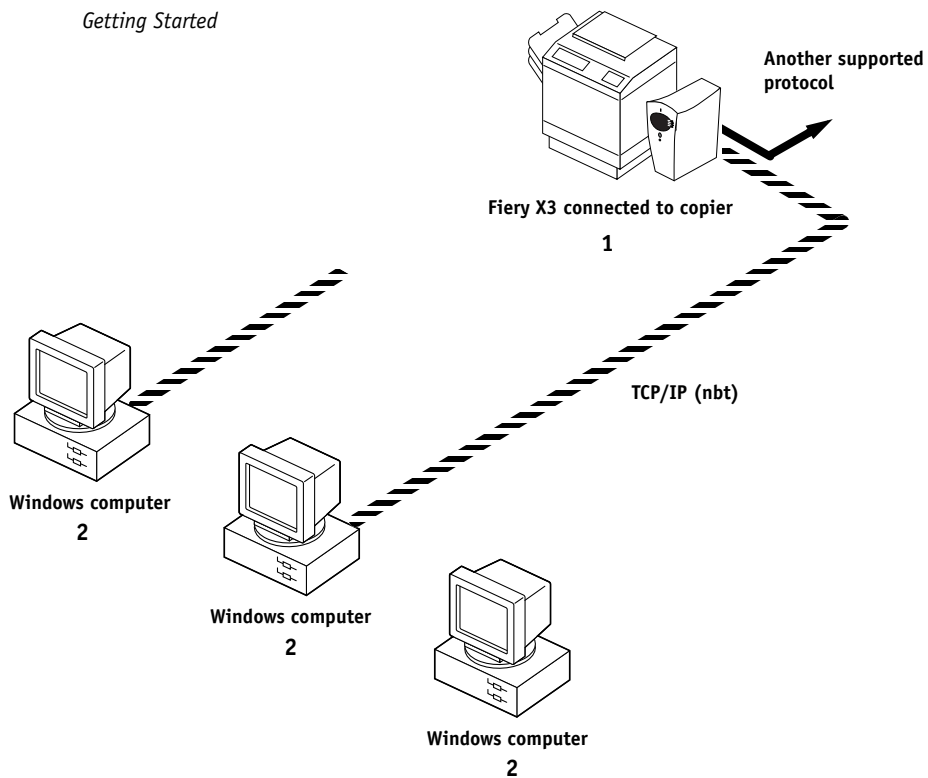 Getting Started
Another supported
protocol
Fiery X3 connected to copier
1
TCP/IP (nbt)
Windows computer
2
Windows computer
2
Windows computer
2